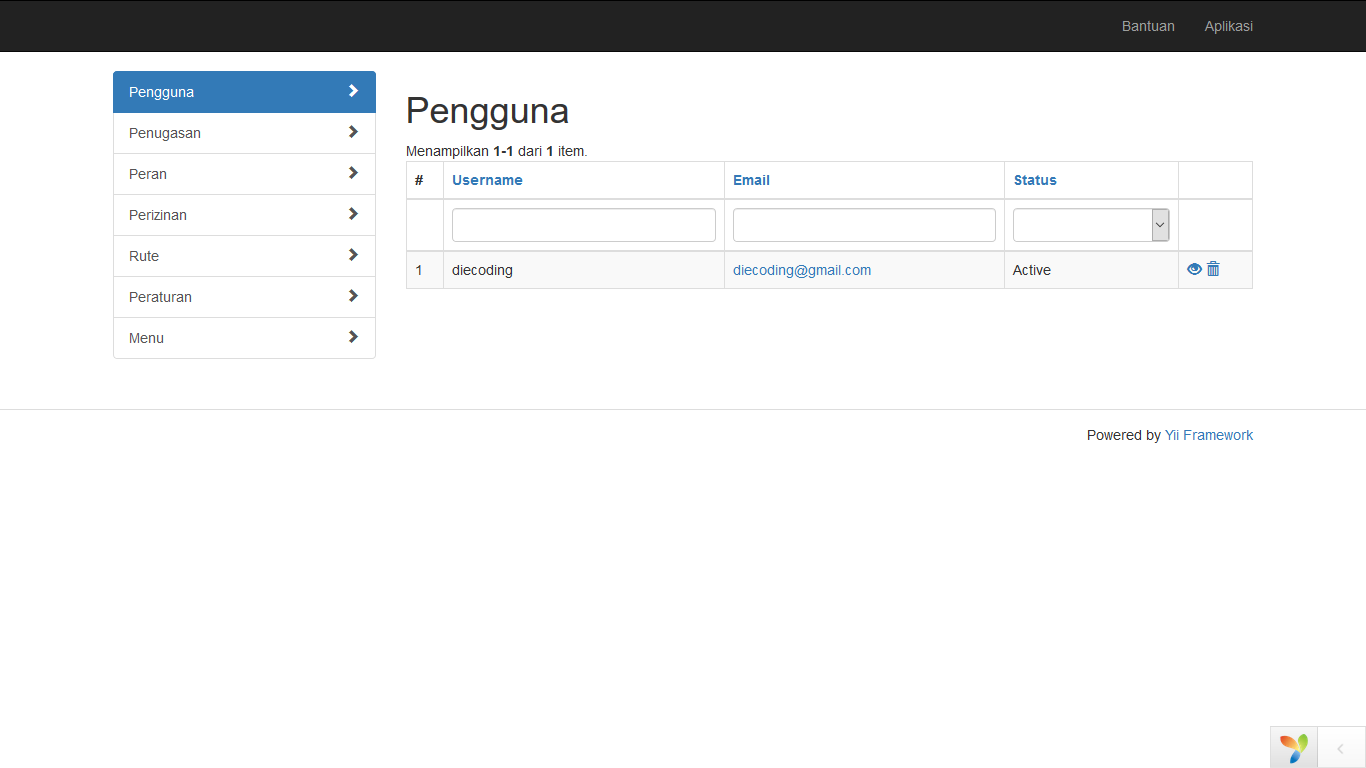 Bantuan Aplikasi
Pengguna
Penugasan
Peran
Perizinan
Rute
Peraturan
Menu
Pengguna
Menampilkan 1-1 dari 1 item.
# Username Email Status
1 diecoding diecoding@gmail.com Active
Powered by Yii Framework